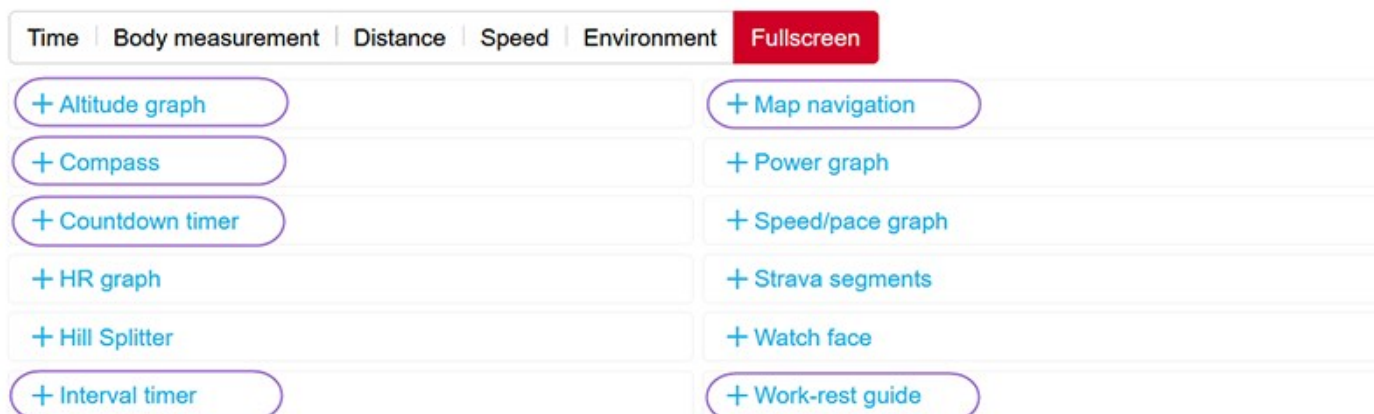 Time Body measurement Distance Speed Environment Fullscreen
+ Altitude graph
+ Compass
+ Countdown timer
+ HR graph
+ Hill Splitter
+ Interval timer
+ Map navigation
+ Power graph
+ Speed/pace graph
+ Strava segments
+ Watch face
+ Work-rest guide